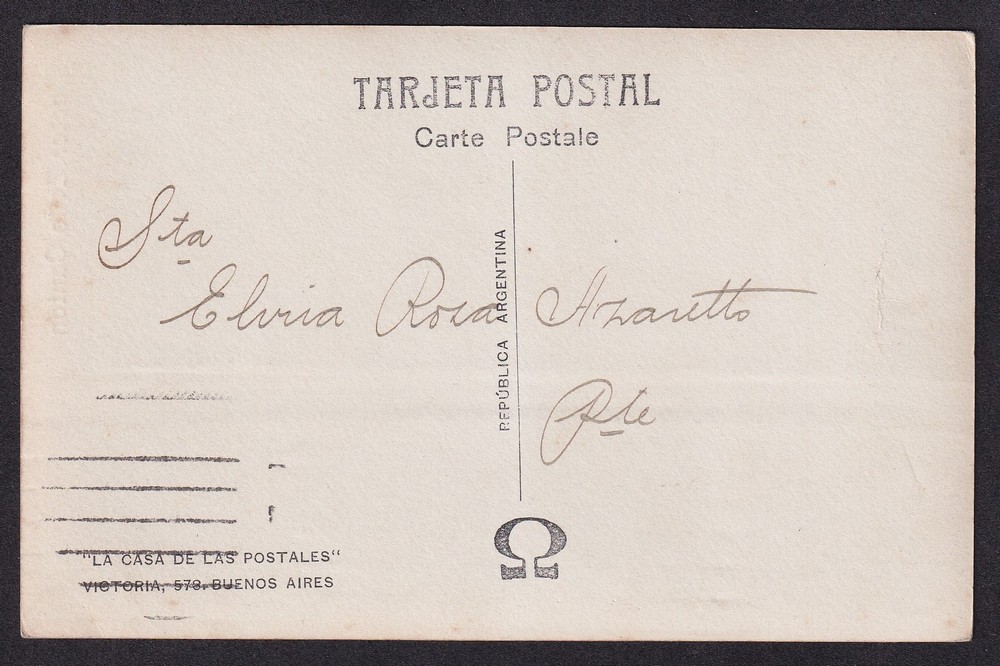 TARJETA POSTAL
Carte Postale
Sta
Elvira Rosa Azaretto
Pte
REPÚBLICA ARGENTINA
Ω
"LA CASA DE LAS POSTALES"
VICTORIA, 578, BUENOS AIRES